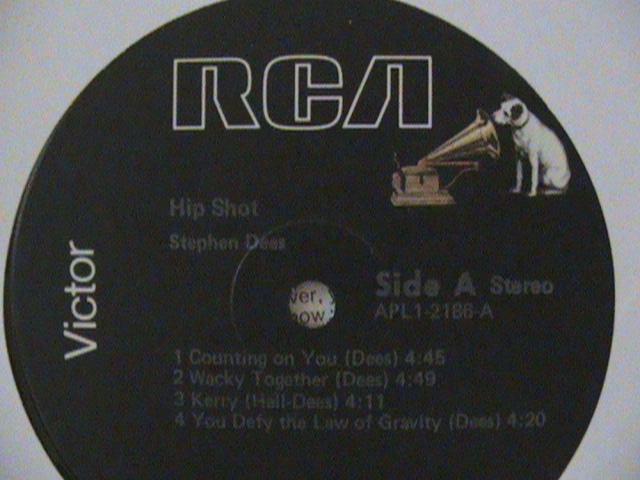 RCA
Victor
Hip Shot
Stephen Dees
Side A Stereo
APL1-2186-A
ver,
now
1 Counting on You (Dees) 4:45
2 Wacky Together (Dees) 4:49
3 Kerry (Hall-Dees) 4:11
4 You Defy the Law of Gravity (Dees) 4:20